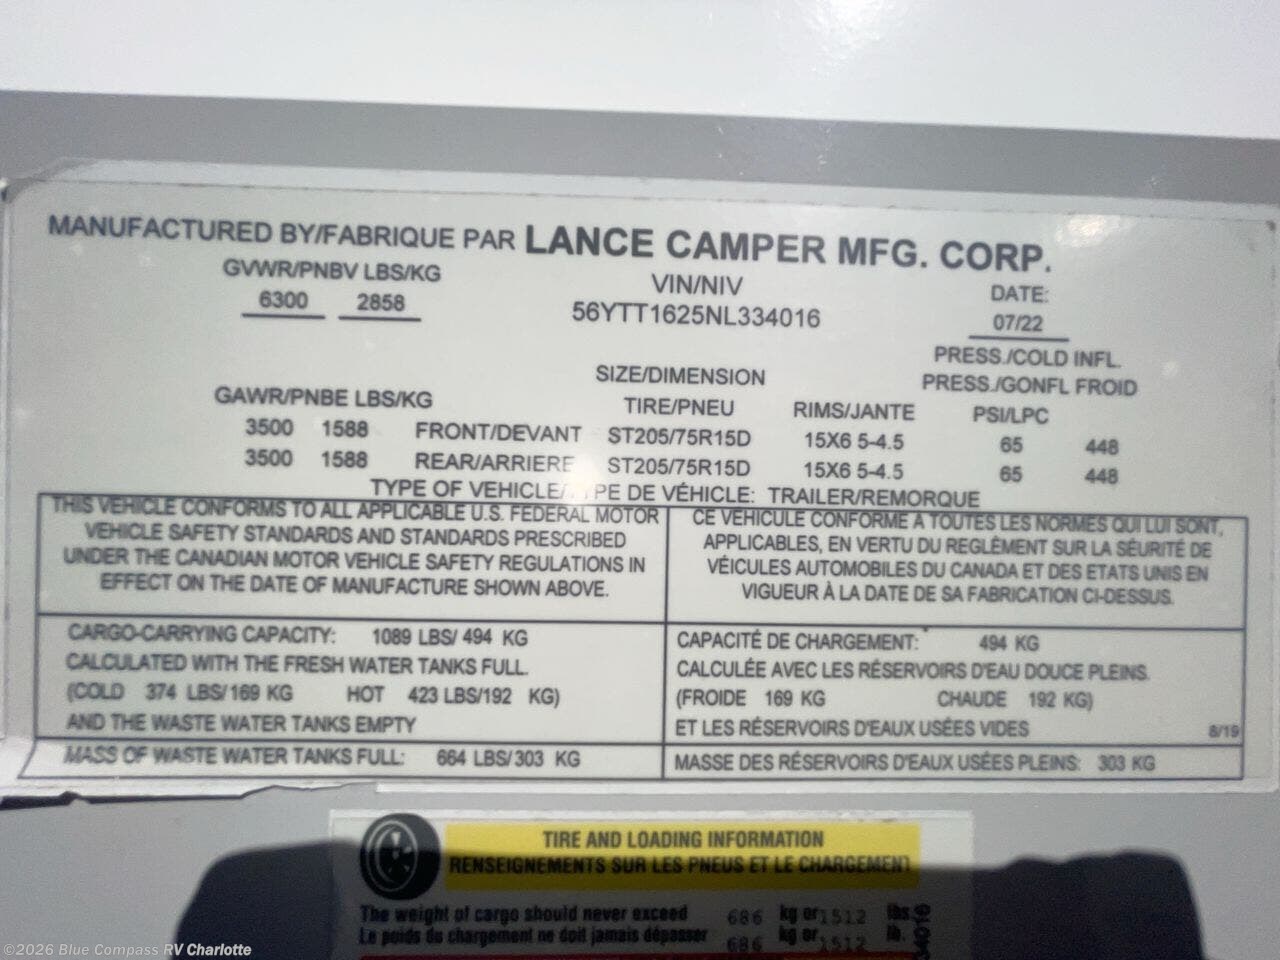 MANUFACTURED BY/FABRIQUE PAR LANCE CAMPER MFG. CORP.
GVWR/PNBV LBS/KG VIN/NIV DATE:
6300 2858 56YTT1625NL334016 07/22
PRESS./COLD INFL.
SIZE/DIMENSION PRESS./GONFL FROID
GAWR/PNBE LBS/KG TIRE/PNEU RIMS/JANTE PSI/LPC
3500 1588 FRONT/DEVANT ST205/75R15D 15X6 5-4.5 65 448
3500 1588 REAR/ARRIERE ST205/75R15D 15X6 5-4.5 65 448
TYPE OF VEHICLE/ PE DE VÉHICLE: TRAILER/REMORQUE
THIS VEHICLE CONFORMS TO ALL APPLICABLE U.S. FEDERAL MOTOR
VEHICLE SAFETY STANDARDS AND STANDARDS PRESCRIBED
UNDER THE CANADIAN MOTOR VEHICLE SAFETY REGULATIONS IN
EFFECT ON THE DATE OF MANUFACTURE SHOWN ABOVE.
CE VÉHICULE CONFORME A TOUTES LES NORMES QUI LUI SONT,
APPLICABLES, EN VERTU DU REGLÈMENT SUR LA SÉURITÉ DE
VÉICULES AUTOMOBILES DU CANADA ET DES ETATS UNIS EN
VIGUEUR À LA DATE DE SA FABRICATION CI-DESSUS.
CARGO-CARRYING CAPACITY: 1089 LBS/ 494 KG
CALCULATED WITH THE FRESH WATER TANKS FULL.
(COLD 374 LBS/169 KG HOT 423 LBS/192 KG)
AND THE WASTE WATER TANKS EMPTY
CAPACITÉ DE CHARGEMENT: 494 KG
CALCULÉE AVEC LES RÉSERVOIRS D'EAU DOUCE PLEINS.
(FROIDE 169 KG CHAUDE 192 KG)
ET LES RÉSERVOIRS D'EAUX USÉES VIDES 8/19
MASS OF WASTE WATER TANKS FULL: 664 LBS/303 KG
MASSE DES RÉSERVOIRS D'EAUX USÉES PLEINS: 303 KG
TIRE AND LOADING INFORMATION
RENSEIGNEMENTS SUR LES PNEUS ET LE CHARGEMENT
The weight of cargo should never exceed 686 kg or 1512 lbs.
Le poids de chargement ne doit jamais dépasser 686 kg or 1512 lb.
34016
©2026 Blue Compass RV Charlotte